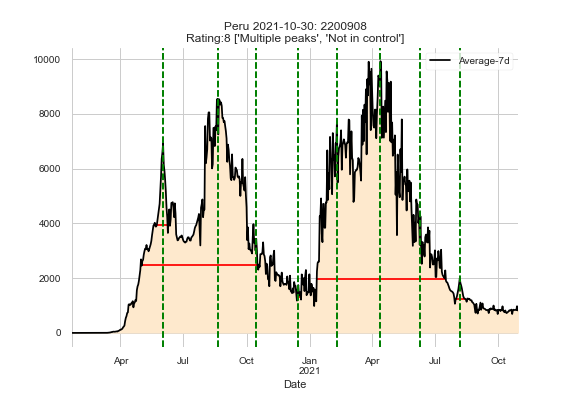 Peru 2021-10-30: 2200908
Rating:8 ['Multiple peaks', 'Not in control']
Average-7d
10000
8000
6000
4000
2000
0
Apr Jul Oct Jan Apr Jul Oct
2021
Date